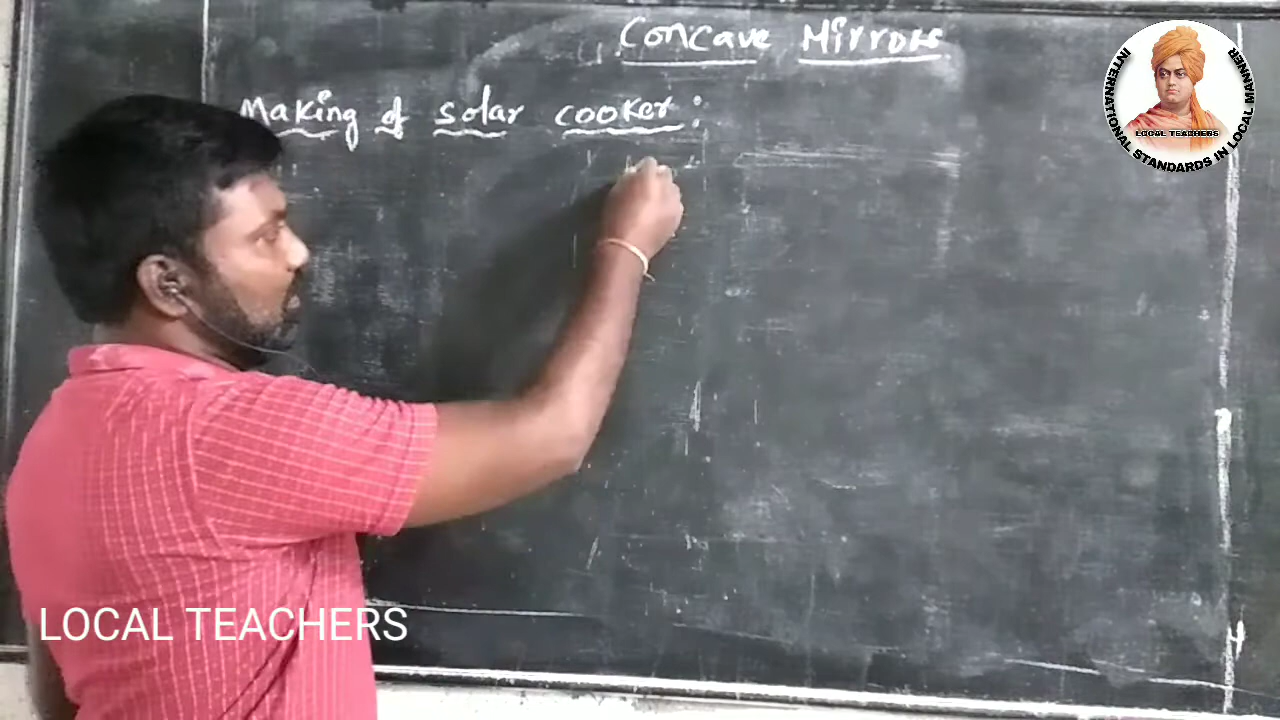 Concave Mirrors
Making of solar cooker:
INTERNATIONAL STANDARDS IN LOCAL MANNER
LOCAL TEACHERS
LOCAL TEACHERS